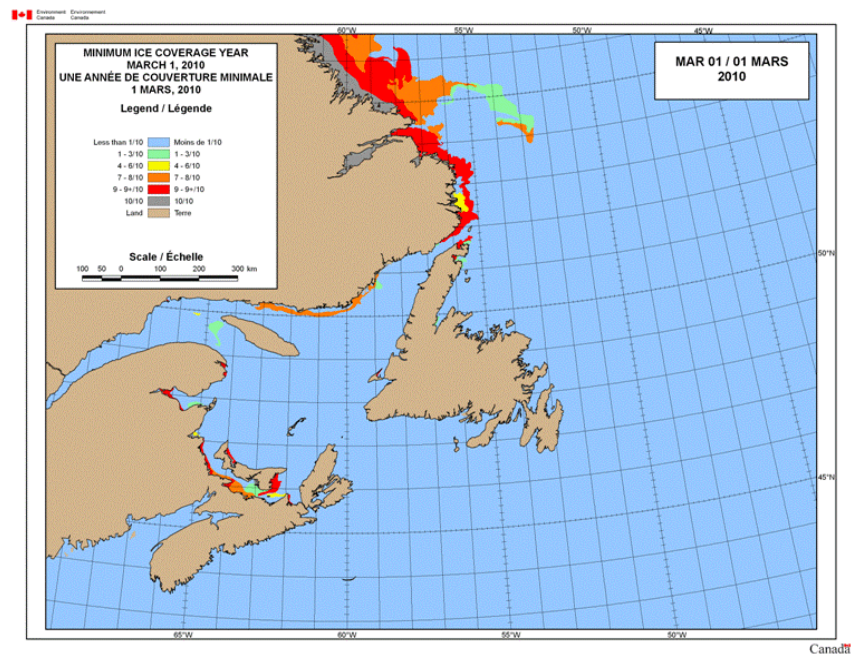 Environment Environnement
Canada Canada
60°W 55°W 50°W 45°W
MINIMUM ICE COVERAGE YEAR
MARCH 1, 2010
UNE ANNÉE DE COUVERTURE MINIMALE
1 MARS, 2010
Legend / Légende
Less than 1/10 Moins de 1/10
1 - 3/10 1 - 3/10
4 - 6/10 4 - 6/10
7 - 8/10 7 - 8/10
9 - 9+/10 9 - 9+/10
10/10 10/10
Land Terre
Scale / Échelle
100 50 0 100 200 300 km
MAR 01 / 01 MARS
2010
50°N
45°N
65°W 60°W 55°W 50°W
Canada